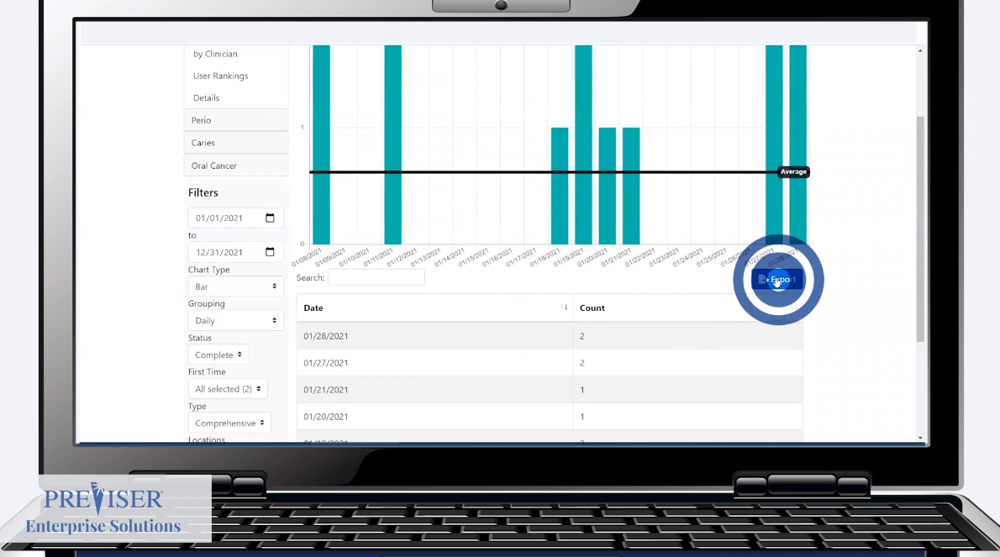 by Clinician
User Rankings
Details
Perio
Caries
Oral Cancer
Filters
01/01/2021
to
12/31/2021
Chart Type
Bar
Grouping
Daily
Status
Complete
First Time
All selected (2)
Type
Comprehensive
Locations
1
0
Average
01/08/2021 01/09/2021 01/10/2021 01/11/2021 01/12/2021 01/13/2021 01/14/2021 01/15/2021 01/16/2021 01/17/2021 01/18/2021 01/19/2021 01/20/2021 01/21/2021 01/22/2021 01/23/2021 01/24/2021 01/25/2021 01/26/2021 01/27/2021 01/28/2021
Search:
Export
Date Count
01/28/2021 2
01/27/2021 2
01/21/2021 1
01/20/2021 1
PREVISER
Enterprise Solutions